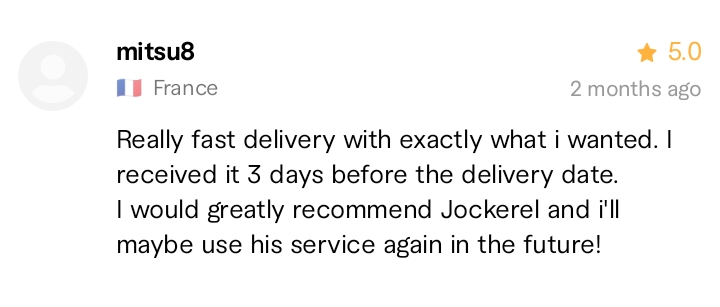 mitsu8
★ 5.0
France
2 months ago
Really fast delivery with exactly what i wanted. I
received it 3 days before the delivery date.
I would greatly recommend Jockerel and i'll
maybe use his service again in the future!